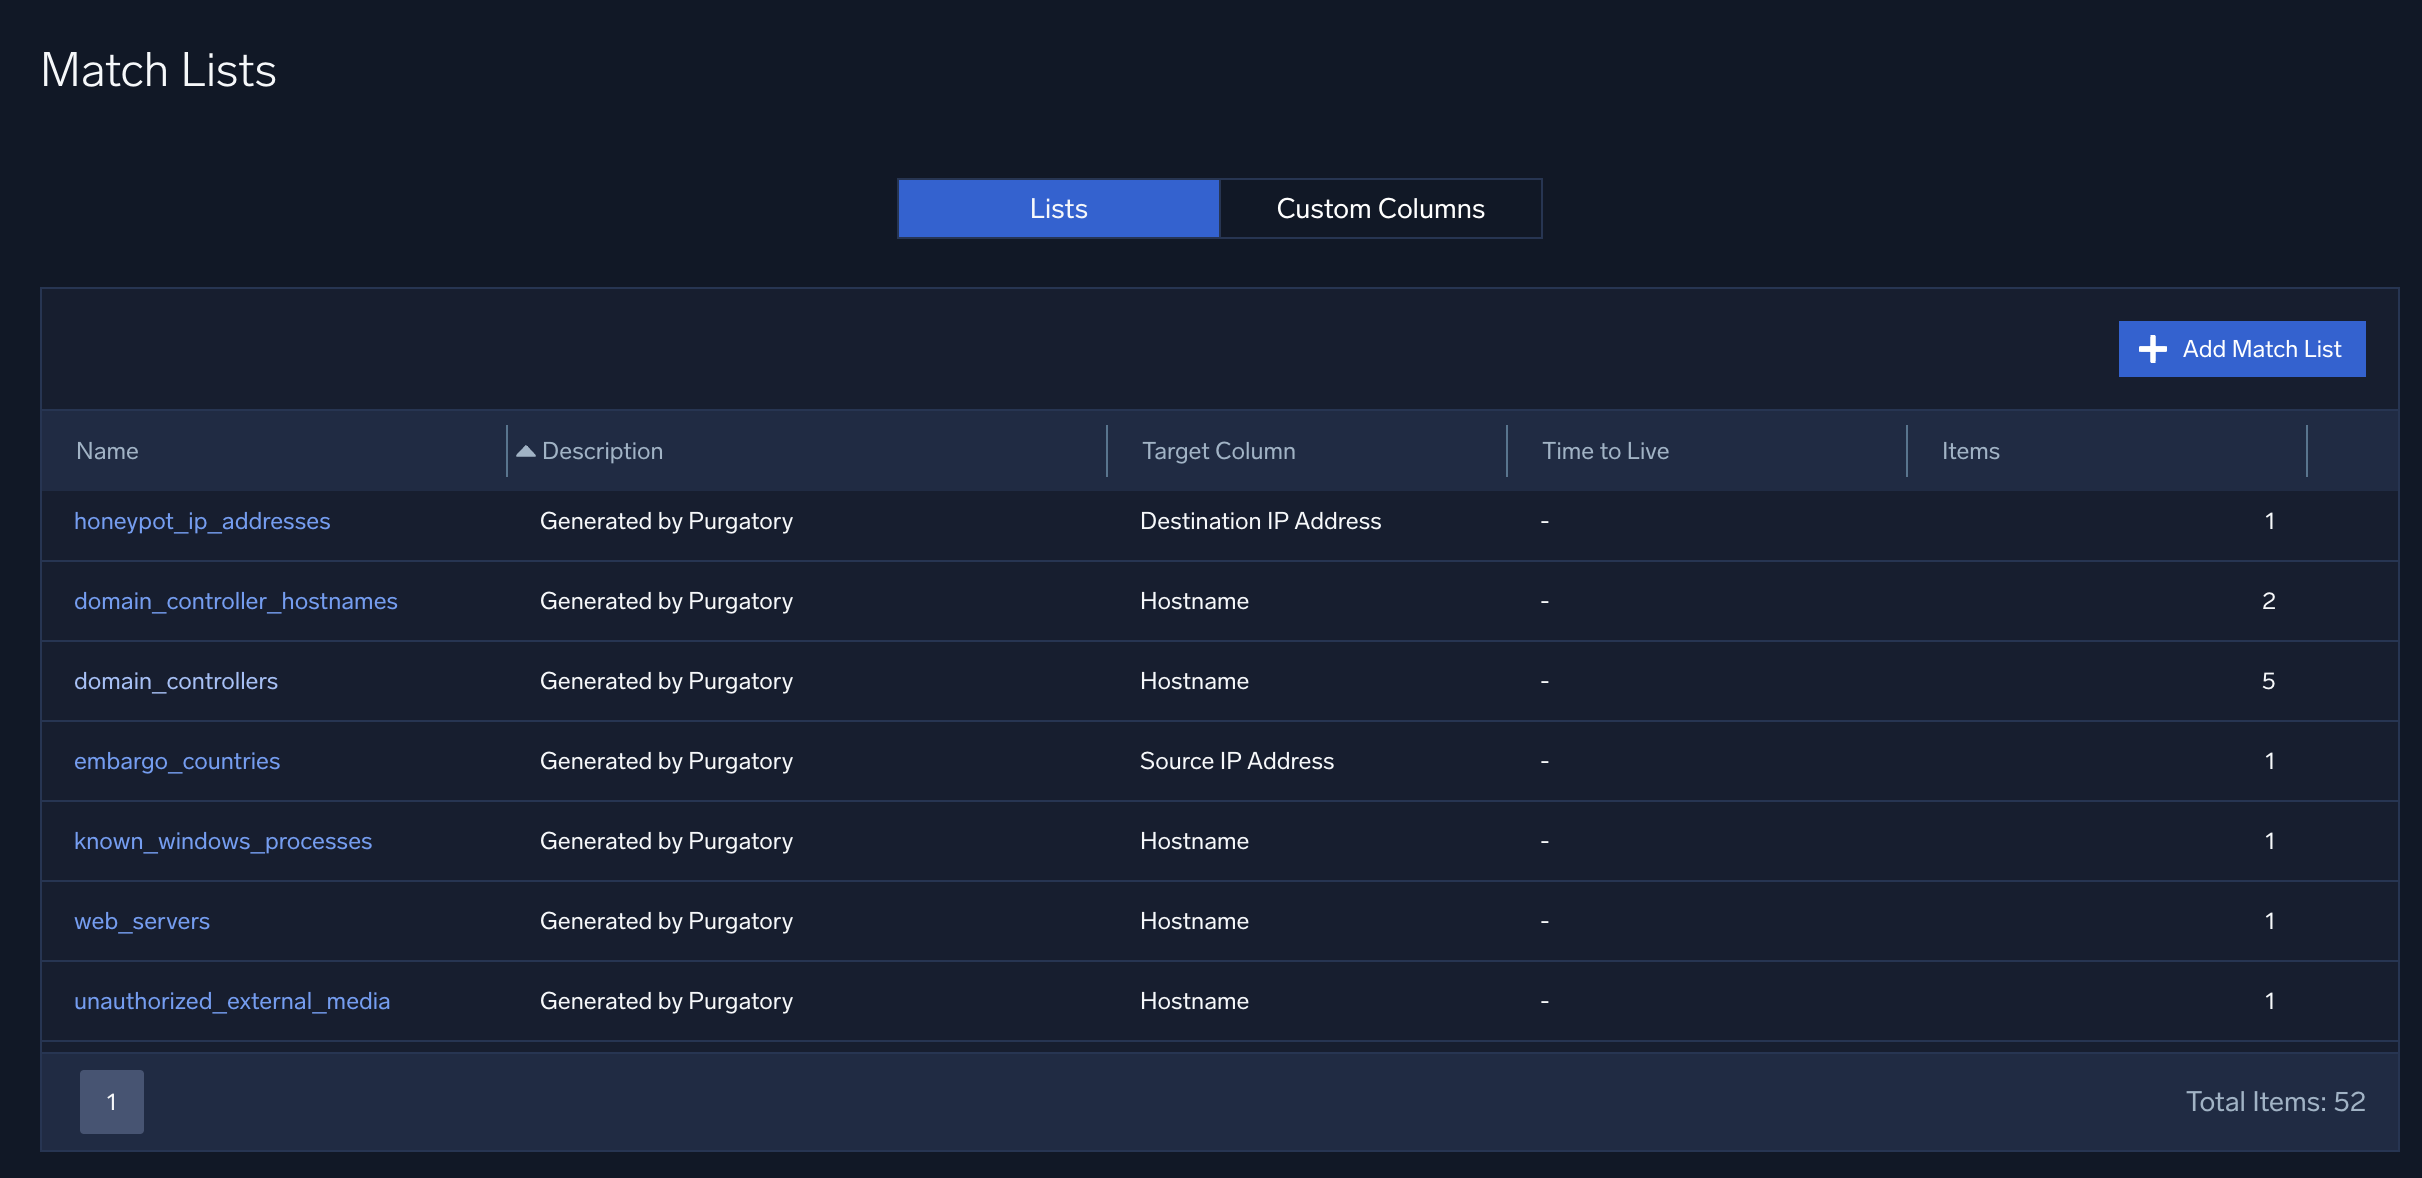 Match Lists
Lists Custom Columns
Add Match List
Name Description Target Column Time to Live Items
honeypot_ip_addresses Generated by Purgatory Destination IP Address - 1
domain_controller_hostnames Generated by Purgatory Hostname - 2
domain_controllers Generated by Purgatory Hostname - 5
embargo_countries Generated by Purgatory Source IP Address - 1
known_windows_processes Generated by Purgatory Hostname - 1
web_servers Generated by Purgatory Hostname - 1
unauthorized_external_media Generated by Purgatory Hostname - 1
1 Total Items: 52